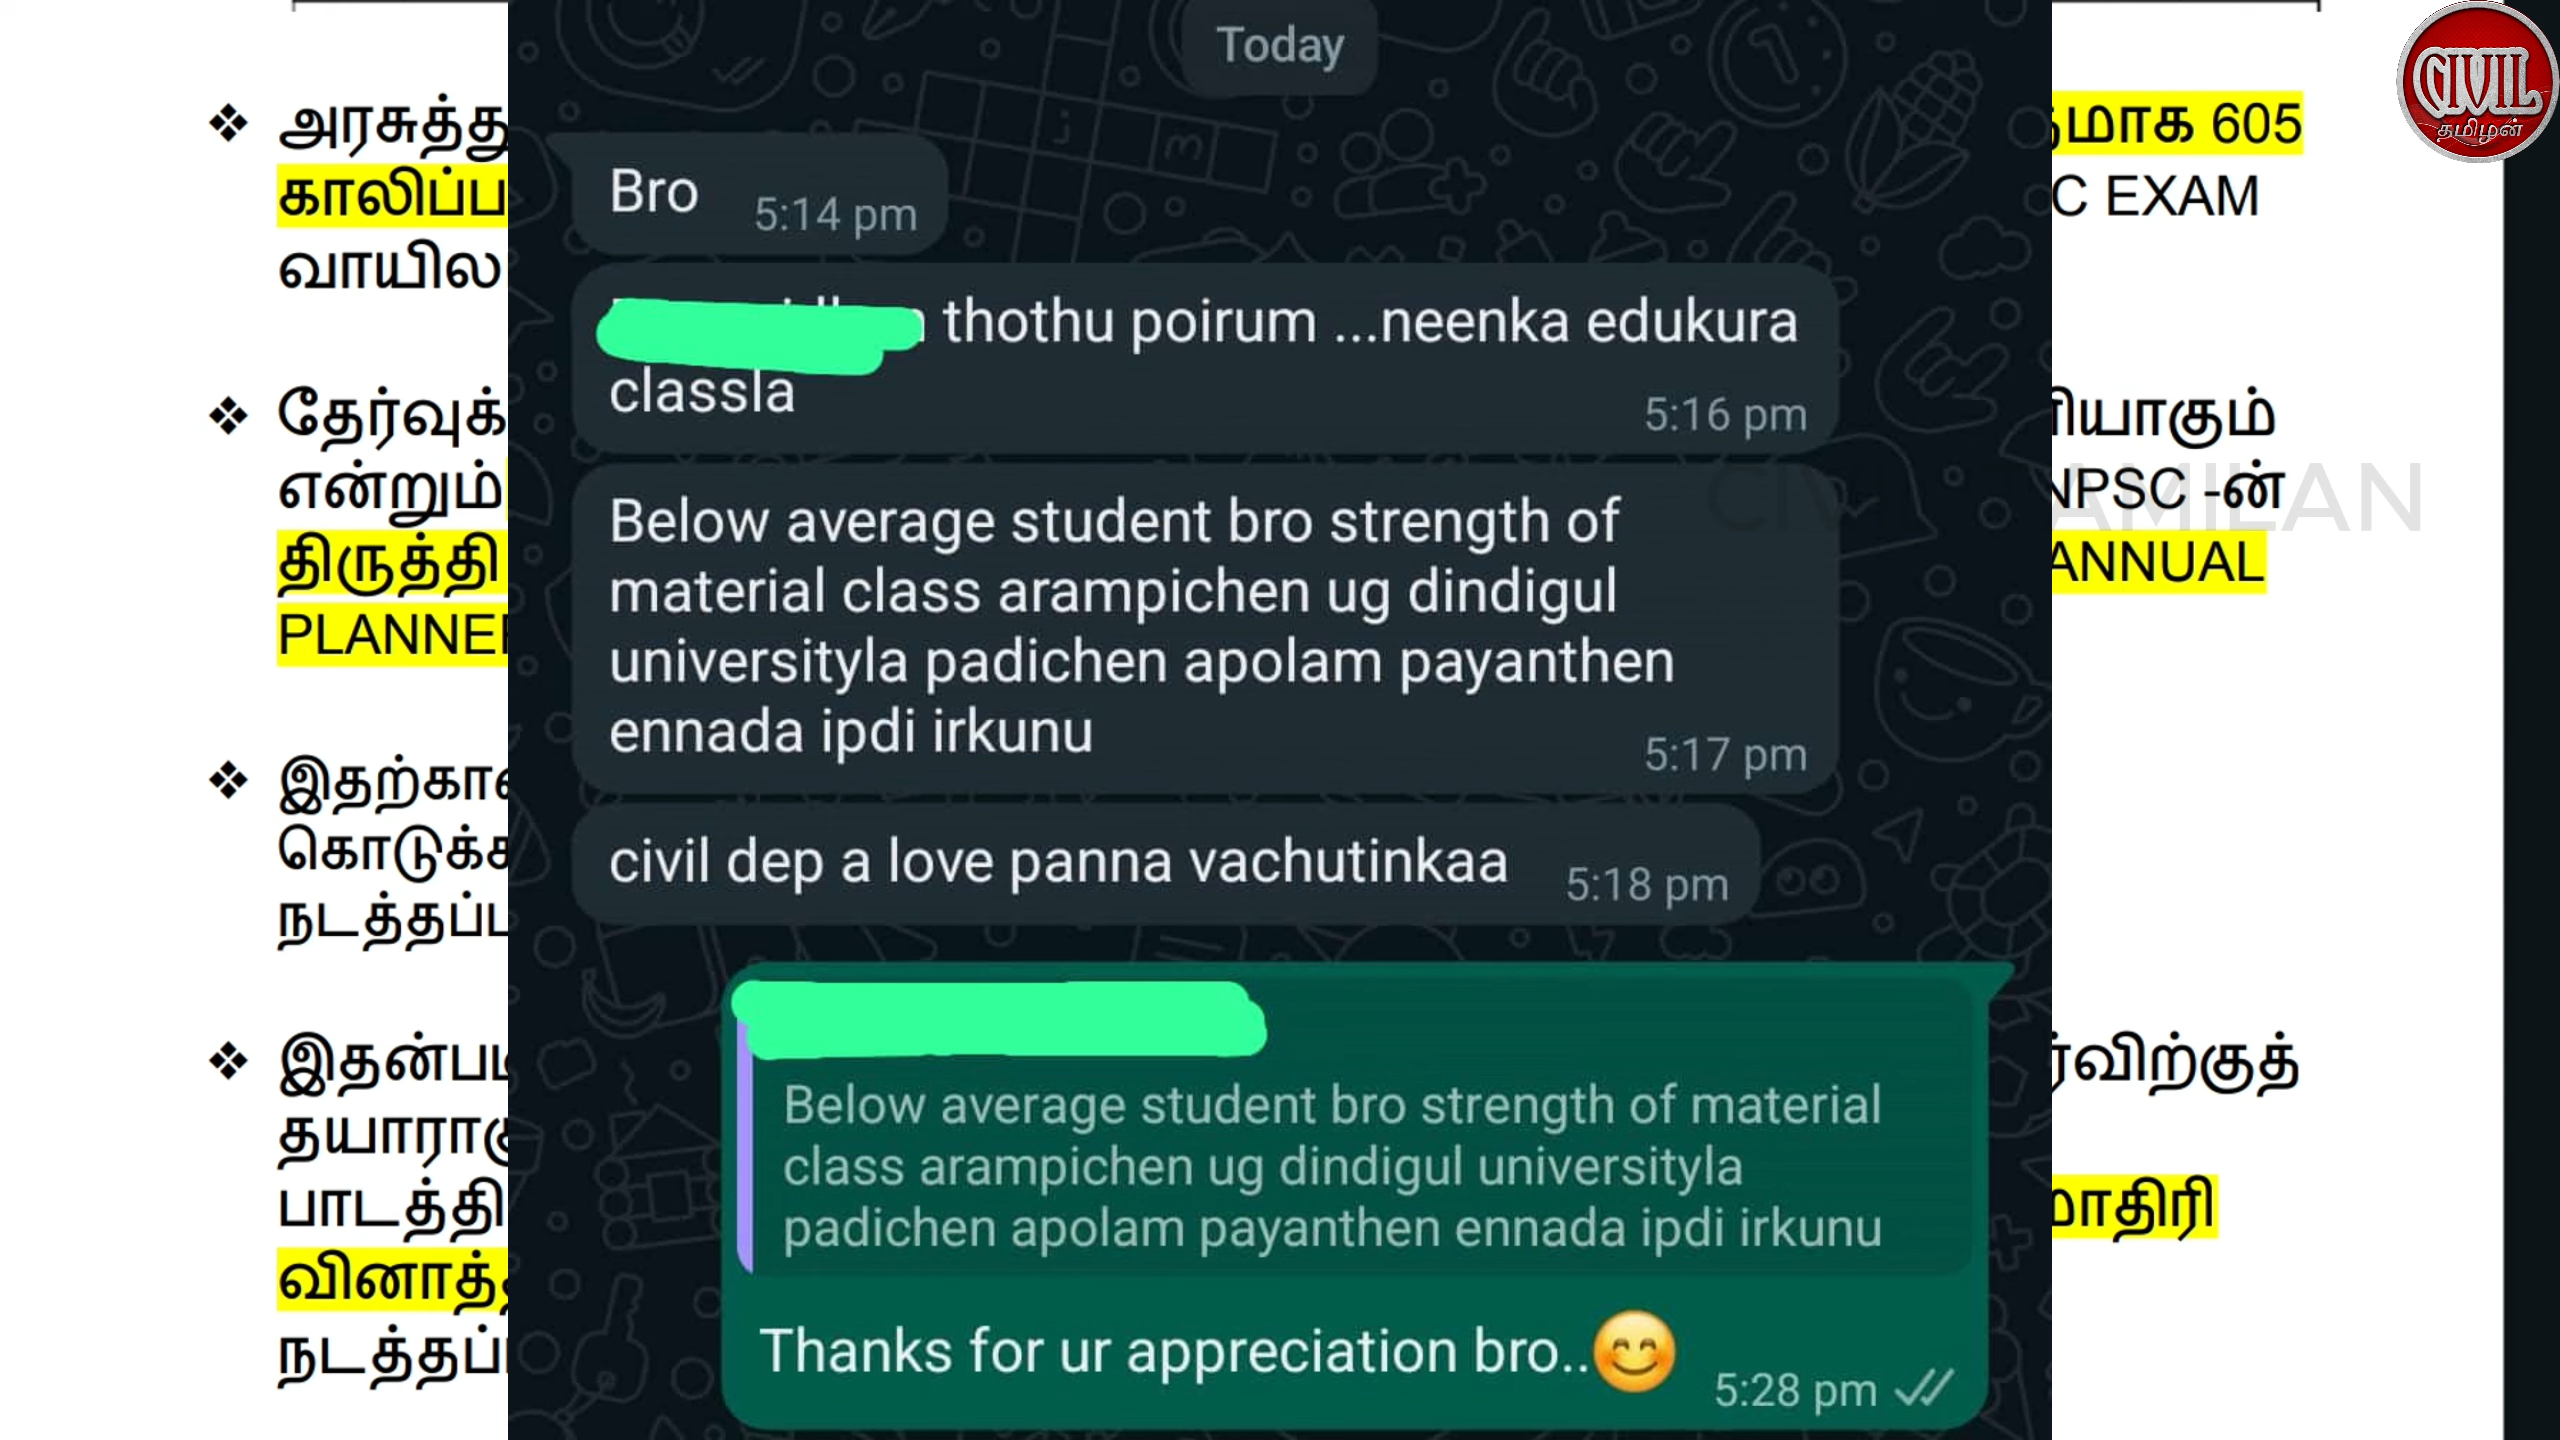 Today
CIVIL
தமிழன்
❖ அரசுத்து
605
காலிப்ப
C EXAM
வாயில
Bro 5:14 pm
thothu poirum ...neenka edukura
classla
5:16 pm
❖ தேர்வுக்
ரியாகும்
என்றும்
NPSC -ன்
திருத்தி
ANNUAL
PLANNER
CIVIL TAMILAN
Below average student bro strength of
material class arampichen ug dindigul
universityla padichen apolam payanthen
ennada ipdi irkunu
5:17 pm
❖ இதற்கான
கொடுக்க
நடத்தப்ப
civil dep a love panna vachutinkaa 5:18 pm
❖ இதன்படி
ர்விற்குத்
தயாராகு
பாடத்தி
மாதிரி
வினாத்த
நடத்தப்ப
Below average student bro strength of material
class arampichen ug dindigul universityla
padichen apolam payanthen ennada ipdi irkunu
Thanks for ur appreciation bro..😊
5:28 pm